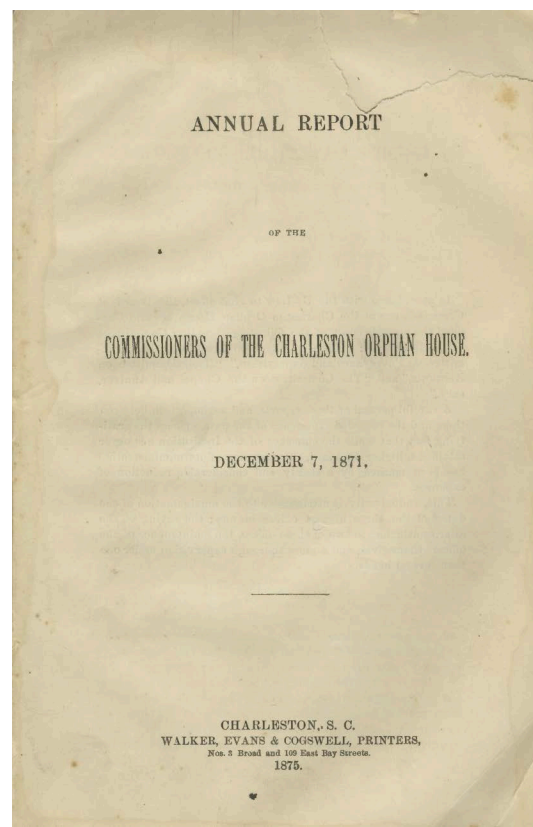 ANNUAL REPORT
OF THE
COMMISSIONERS OF THE CHARLESTON ORPHAN HOUSE.
DECEMBER 7, 1871.
CHARLESTON, S. C.
WALKER, EVANS & COGSWELL, PRINTERS,
Nos. 3 Broad and 109 East Bay Streets.
1875.